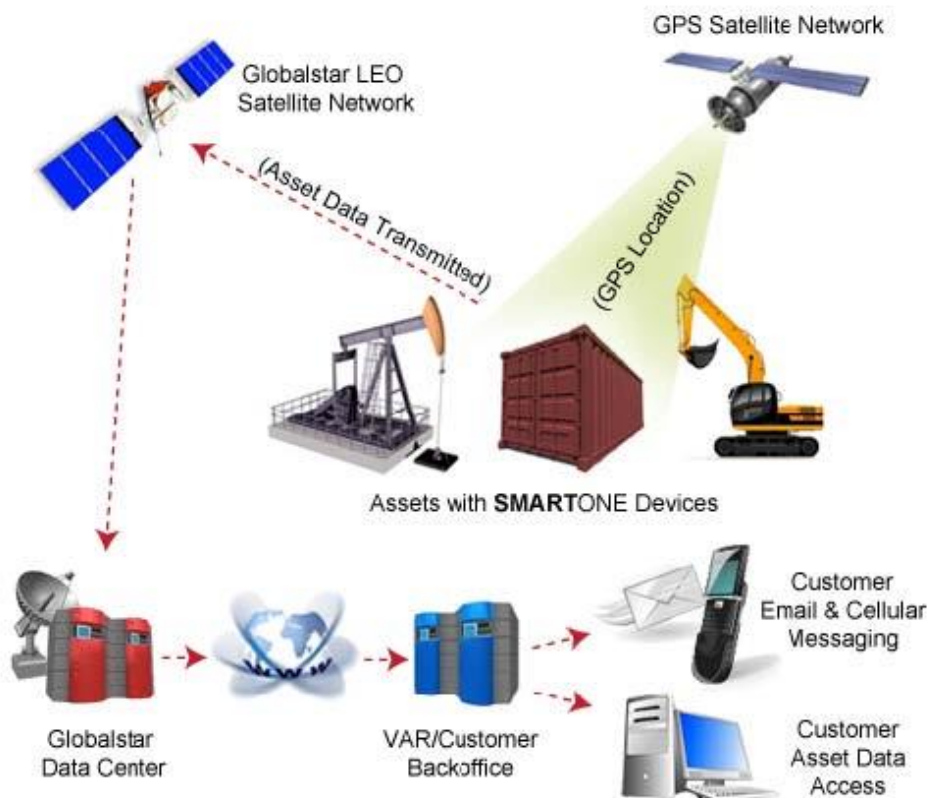 GPS Satellite Network
Globalstar LEO
Satellite Network
(Asset Data Transmitted)
(GPS Location)
Assets with SMARTONE Devices
Customer
Email & Cellular
Messaging
WWW
Globalstar
Data Center
VAR/Customer
Backoffice
Customer
Asset Data
Access